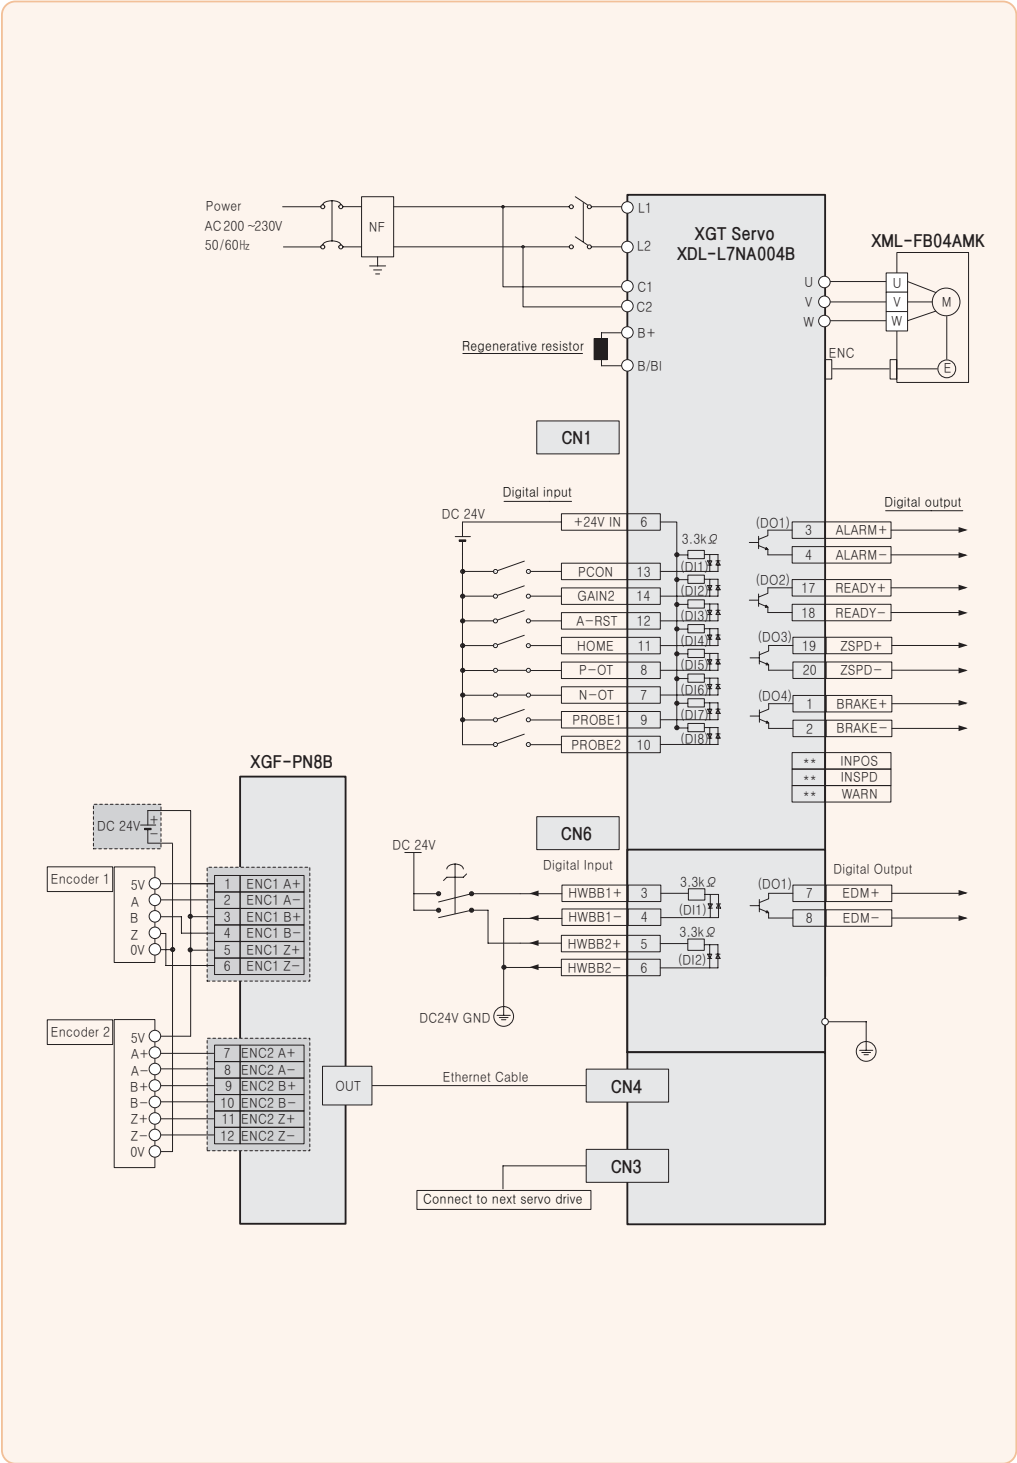 Power
AC 200 ~230V
50/60Hz
NF
L1
L2
C1
C2
B+
B/BI
Regenerative resistor
XGT Servo
XDL-L7NA004B
XML-FB04AMK
U
V
W
U
V
W
M
ENC
E
CN1
Digital input
DC 24V
+24V IN 6
3.3kΩ
PCON 13 (DI1)
GAIN2 14 (DI2)
A-RST 12 (DI3)
HOME 11 (DI4)
P-OT 8 (DI5)
N-OT 7 (DI6)
PROBE1 9 (DI7)
PROBE2 10 (DI8)
Digital output
(DO1) 3 ALARM+
4 ALARM-
(DO2) 17 READY+
18 READY-
(DO3) 19 ZSPD+
20 ZSPD-
(DO4) 1 BRAKE+
2 BRAKE-
** INPOS
** INSPD
** WARN
XGF-PN8B
DC 24V + -
Encoder 1
5V
A
B
Z
0V
1 ENC1 A+
2 ENC1 A-
3 ENC1 B+
4 ENC1 B-
5 ENC1 Z+
6 ENC1 Z-
Encoder 2
5V
A+
A-
B+
B-
Z+
Z-
0V
7 ENC2 A+
8 ENC2 A-
9 ENC2 B+
10 ENC2 B-
11 ENC2 Z+
12 ENC2 Z-
OUT
Ethernet Cable
CN6
DC 24V
Digital Input
HWBB1+ 3 3.3kΩ
HWBB1- 4 (DI1)
HWBB2+ 5 3.3kΩ
HWBB2- 6 (DI2)
DC24V GND
Digital Output
(DO1) 7 EDM+
8 EDM-
CN4
CN3
Connect to next servo drive